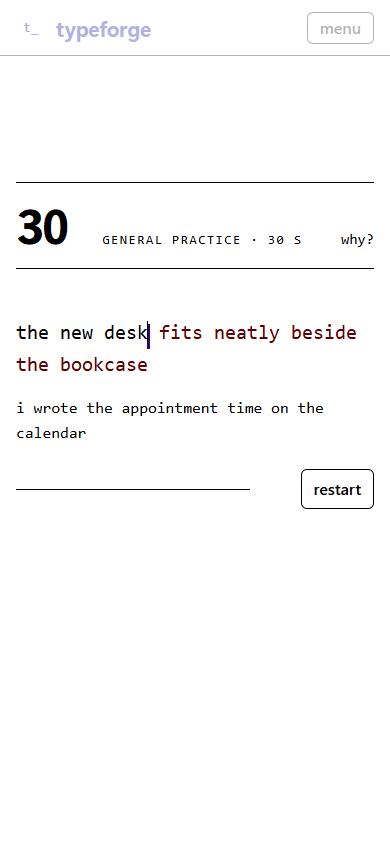 t_ typeforge menu
30 GENERAL PRACTICE · 30 S why?
the new desk fits neatly beside
the bookcase
i wrote the appointment time on the
calendar
restart